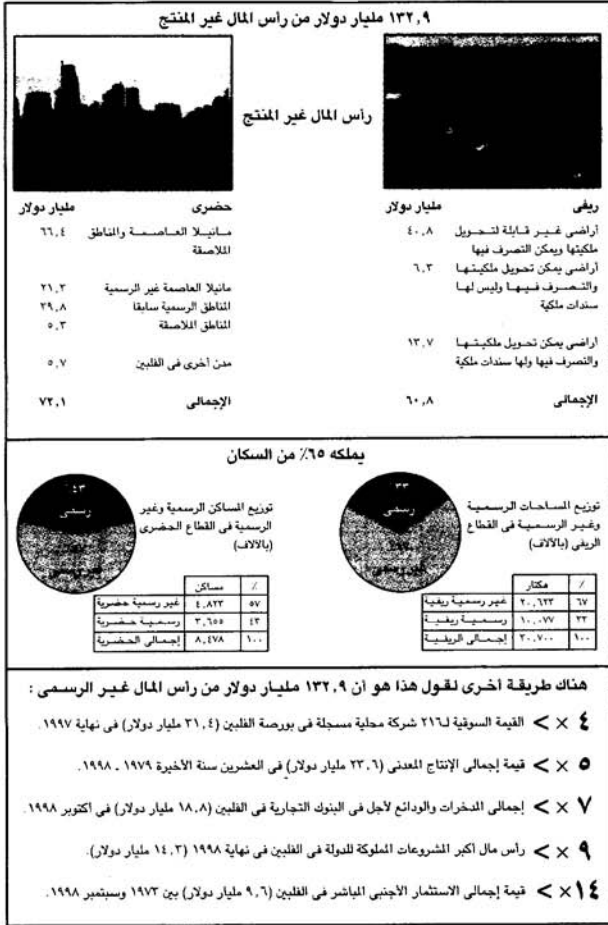 ١٣٢,٩ مليار دولار من رأس المال غير المنتج
رأس المال غير المنتج
ريفى مليار دولار
أراضى غير قابلة لتحويل ٤٠,٨
ملكيتها ويمكن التصرف فيها
أراضى يمكن تحويل ملكيتها ٦,٣
والتصرف فيها وليس لها
سندات ملكية
أراضى يمكن تحويل ملكيتها ١٣,٧
والتصرف فيها ولها سندات ملكية
الإجمالى ٦٠,٨
حضرى مليار دولار
مانيلا العاصمة والمناطق ٦٦,٤
الملاصقة
مانيلا العاصمة غير الرسمية ٢١,٣
المناطق الرسمية سابقا ٣٩,٨
المناطق الملاصقة ٥,٣
مدن أخرى فى الفلبين ٥,٧
الإجمالى ٧٢,١
يملكه ٦٥٪ من السكان
توزيع المساحات الرسمية
وغير الرسمية فى القطاع
الريفى (بالآلاف)
٣٣
رسمى
٪ هكتار
٦٧ ٢٠,٦٢٣ غير رسمية ريفية
٣٣ ١٠,٠٧٧ رسمية ريفية
١٠٠ ٢٠,٧٠٠ إجمالى الريفية
توزيع المساكن الرسمية وغير
الرسمية فى القطاع الحضرى
(بالآلاف)
٤٣
رسمى
٪ مساكن
٥٧ ٤,٨٢٣ غير رسمية حضرية
٤٣ ٣,٦٥٥ رسمية حضرية
١٠٠ ٨,٤٧٨ إجمالى الحضرية
هناك طريقة أخرى لقول هذا هو أن ١٣٢,٩ مليار دولار من رأس المال غير الرسمى :
٤ × > القيمة السوقية لـ٢١٦ شركة محلية مسجلة فى بورصة الفلبين (٣١,٤ مليار دولار) فى نهاية ١٩٩٧.
٥ × > قيمة إجمالى الإنتاج المعدنى (٢٣,٦ مليار دولار) فى العشرين سنة الأخيرة ١٩٧٩ ـ ١٩٩٨.
٧ × > إجمالى المدخرات والودائع لأجل فى البنوك التجارية فى الفلبين (١٨,٨ مليار دولار) فى أكتوبر ١٩٩٨.
٩ × > رأس مال أكبر المشروعات المملوكة للدولة فى الفلبين فى نهاية ١٩٩٨ (١٤,٣ مليار دولار).
١٤× > قيمة إجمالى الاستثمار الأجنبى المباشر فى الفلبين (٩,٦ مليار دولار) بين ١٩٧٣ وسبتمبر ١٩٩٨.